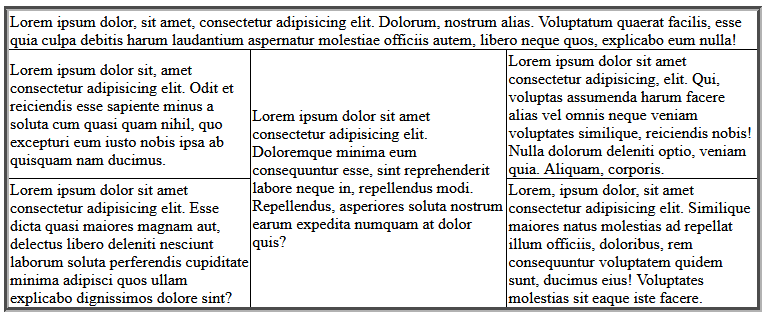 Lorem ipsum dolor, sit amet, consectetur adipisicing elit. Dolorum, nostrum alias. Voluptatum quaerat facilis, esse
quia culpa debitis harum laudantium aspernatur molestiae officiis autem, libero neque quos, explicabo eum nulla!
Lorem ipsum dolor sit, amet
consectetur adipisicing elit. Odit et
reiciendis esse sapiente minus a
soluta cum quasi quam nihil, quo
excepturi eum iusto nobis ipsa ab
quisquam nam ducimus.
Lorem ipsum dolor sit amet
consectetur adipisicing elit.
Doloremque minima eum
consequuntur esse, sint reprehenderit
labore neque in, repellendus modi.
Repellendus, asperiores soluta nostrum
earum expedita numquam at dolor
quis?
Lorem ipsum dolor sit amet
consectetur adipisicing, elit. Qui,
voluptas assumenda harum facere
alias vel omnis neque veniam
voluptates similique, reiciendis nobis!
Nulla dolorum deleniti optio, veniam
quia. Aliquam, corporis.
Lorem ipsum dolor sit amet
consectetur adipisicing elit. Esse
dicta quasi maiores magnam aut,
delectus libero deleniti nesciunt
laborum soluta perferendis cupiditate
minima adipisci quos ullam
explicabo dignissimos dolore sint?
Lorem, ipsum dolor, sit amet
consectetur adipisicing elit. Similique
maiores natus molestias ad repellat
illum officiis, doloribus, rem
consequuntur voluptatem quidem
sunt, ducimus eius! Voluptates
molestias sit eaque iste facere.